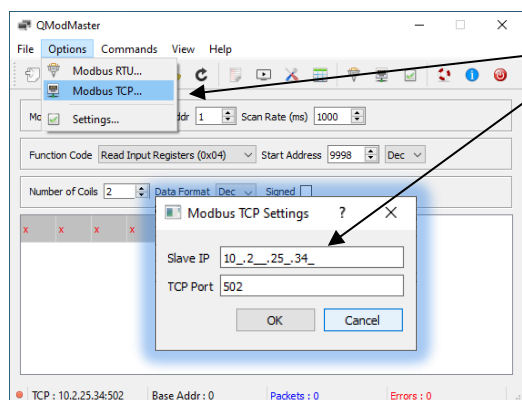 QModMaster
File Options Commands View Help
Modbus RTU...
Modbus TCP...
Settings...
Mo ddr 1 Scan Rate (ms) 1000
Function Code Read Input Registers (0x04) Start Address 9998 Dec
Number of Coils 2 Data Format Dec Signed
x x x x
Modbus TCP Settings ? X
Slave IP 10_.2__.25_.34_
TCP Port 502
OK Cancel
TCP : 10.2.25.34:502 Base Addr : 0 Packets : 0 Errors : 0